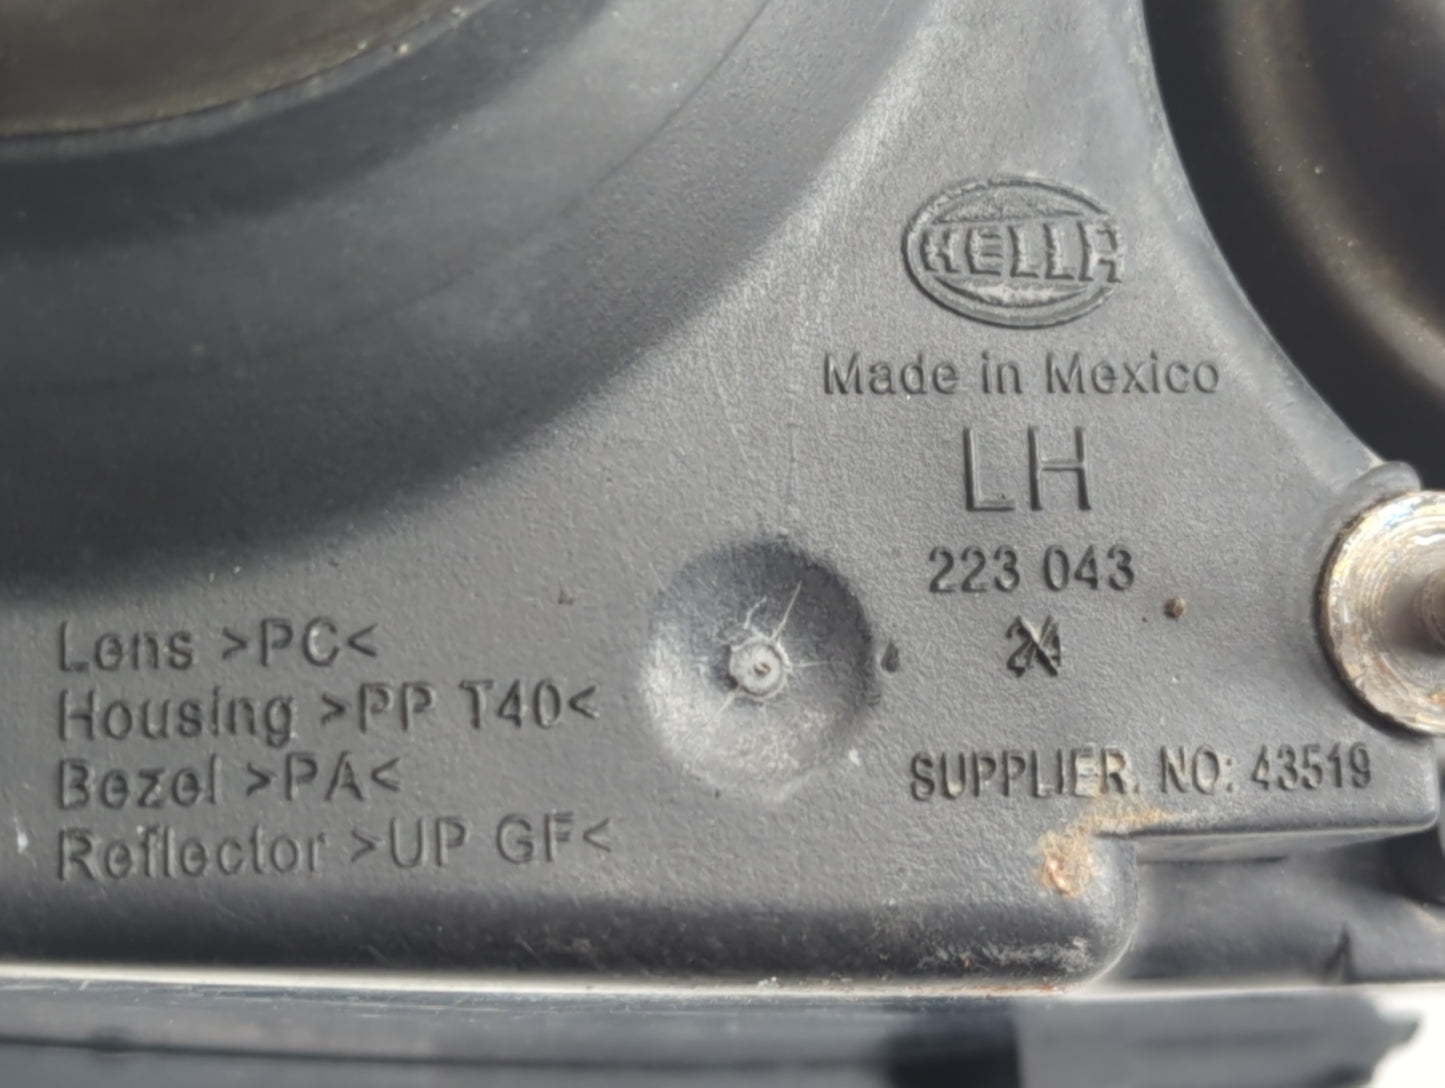 HELLA
Made in Mexico
LH
223 043
SUPPLIER. NO: 43519
Lens >PC<
Housing >PP T40<
Bezel >PA<
Reflector >UP GF<